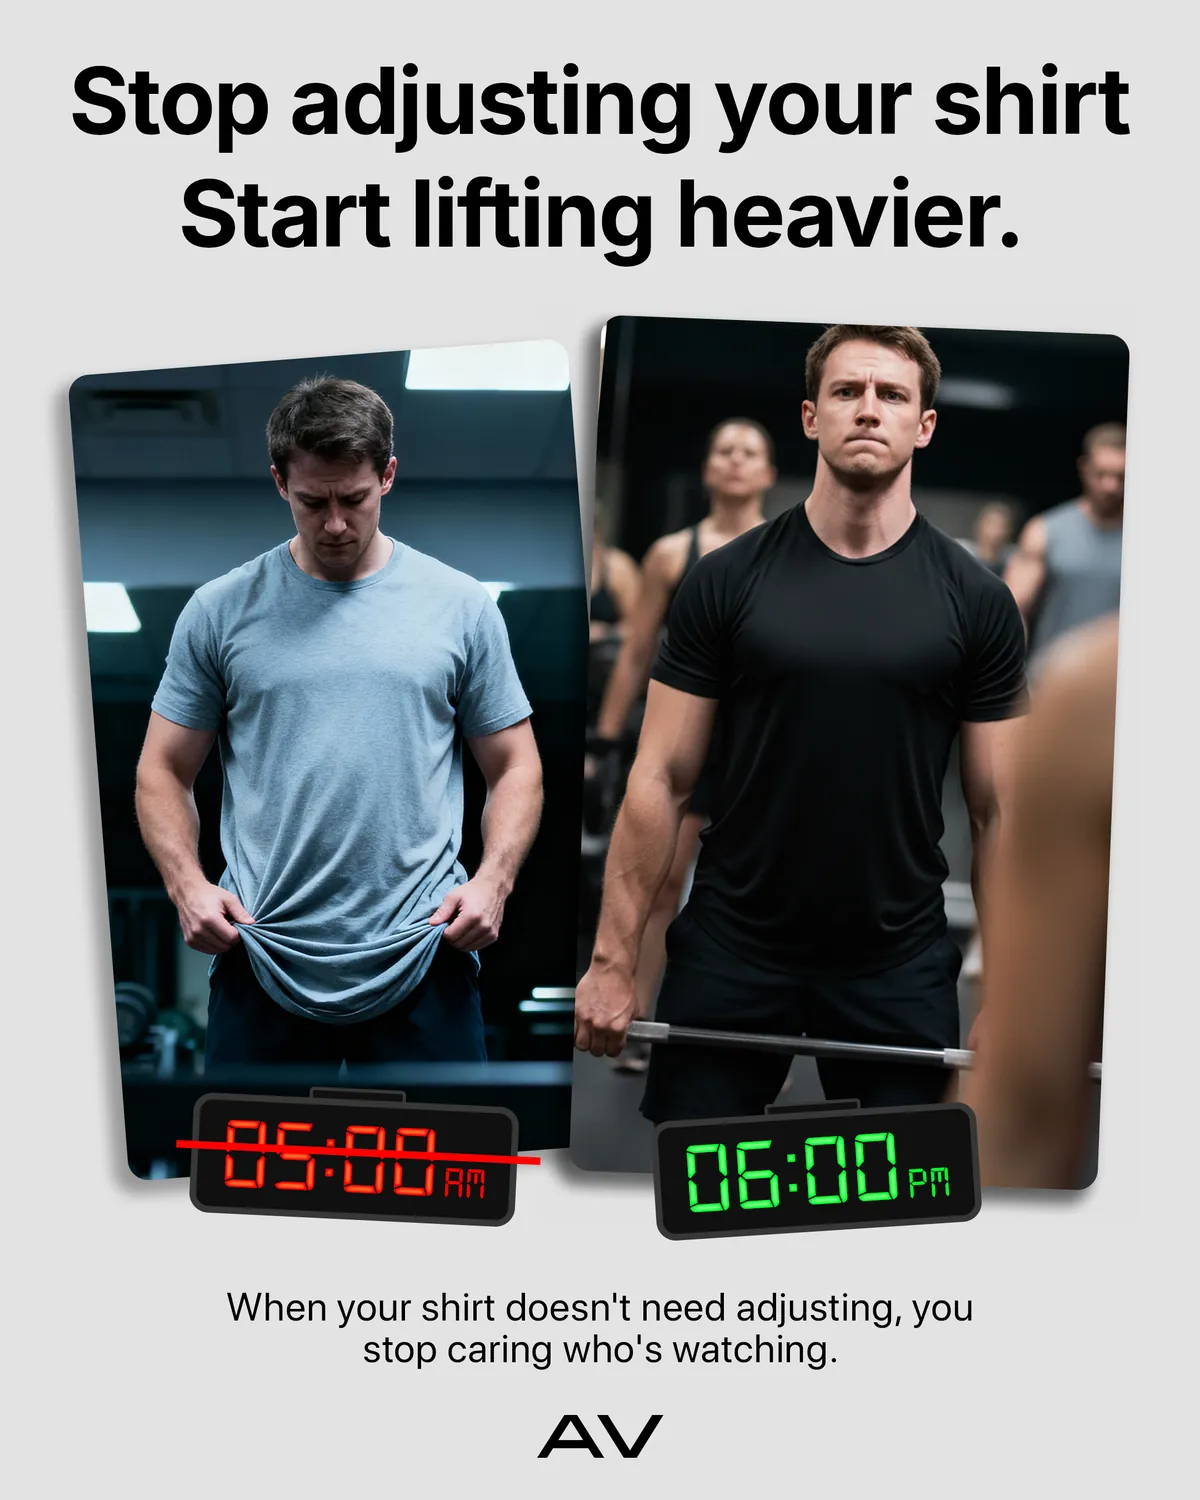 Stop adjusting your shirt
Start lifting heavier.
05:00 AM
06:00 PM
When your shirt doesn't need adjusting, you
stop caring who's watching.
AV